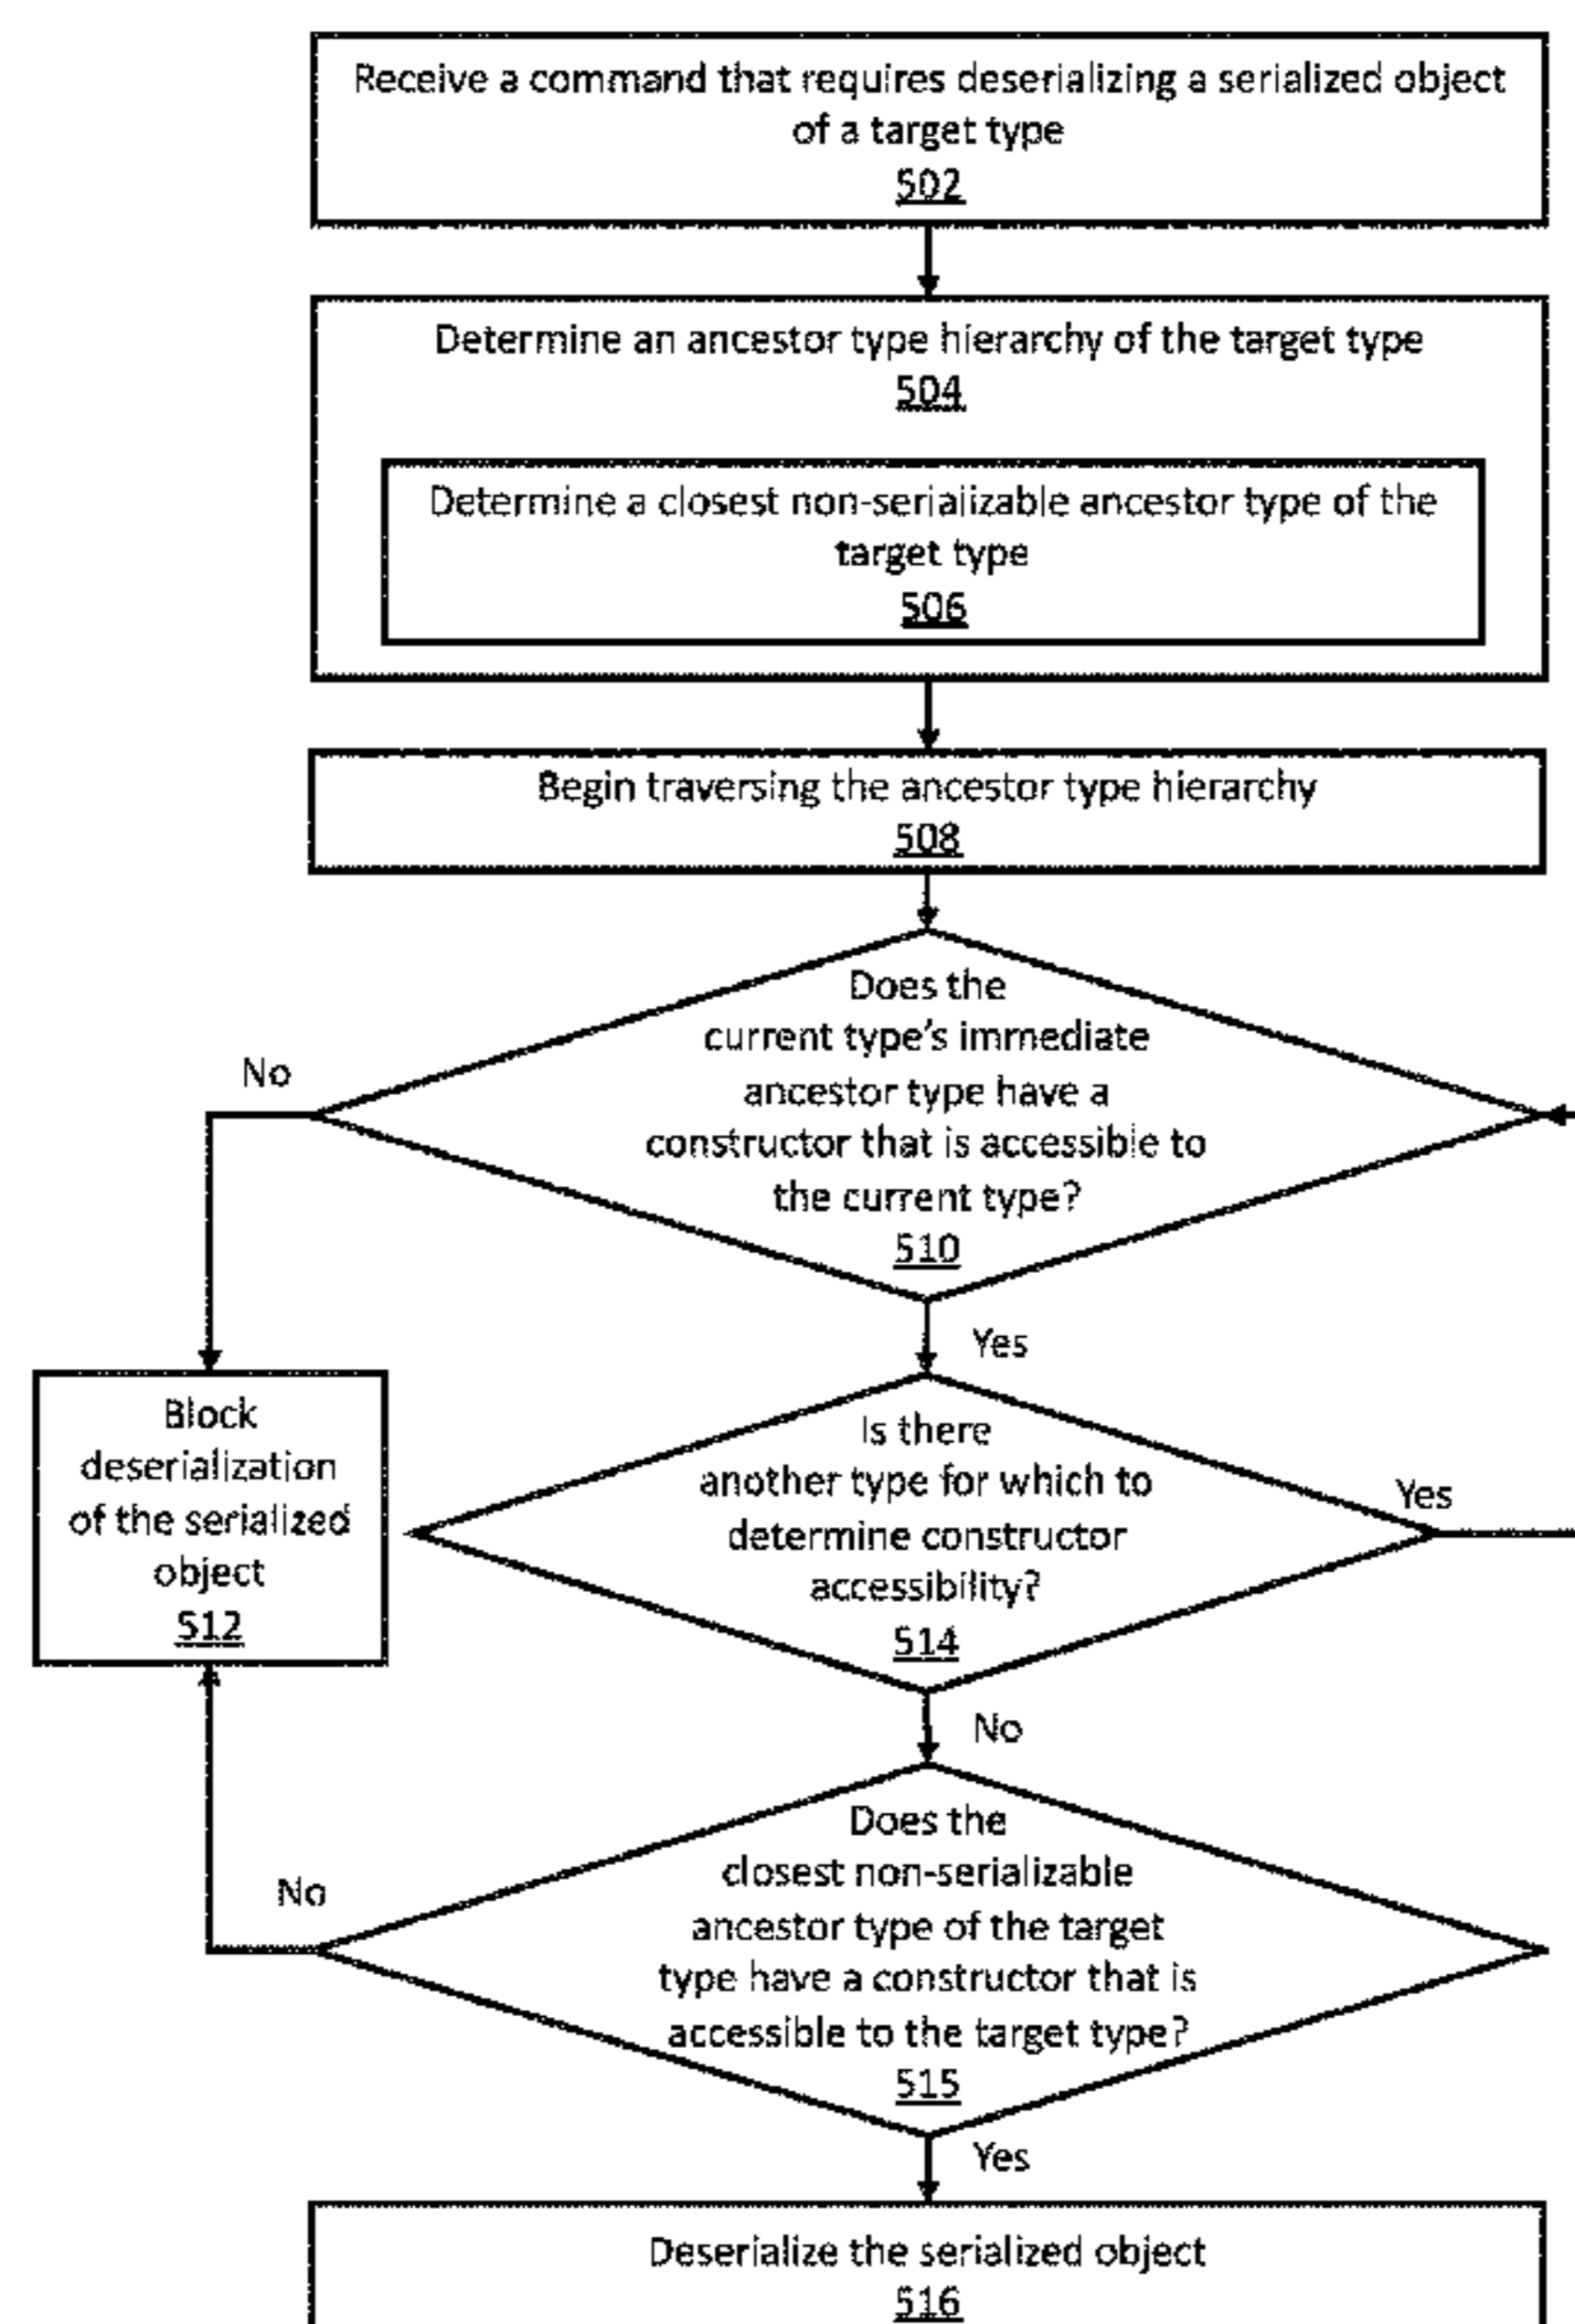 Receive a command that requires deserializing a serialized object
of a target type
502
Determine an ancestor type hierarchy of the target type
504
Determine a closest non-serializable ancestor type of the
target type
506
Begin traversing the ancestor type hierarchy
508
Does the
current type's immediate
ancestor type have a
constructor that is accessible to
the current type?
510
No
Yes
Block
deserialization
of the serialized
object
512
Is there
another type for which to
determine constructor
accessibility?
514
Yes
No
Does the
closest non-serializable
ancestor type of the target
type have a constructor that is
accessible to the target type?
515
No
Yes
Deserialize the serialized object
516